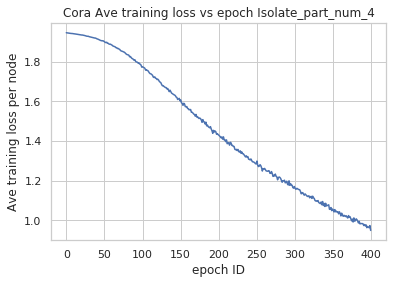 Cora Ave training loss vs epoch Isolate_part_num_4
Ave training loss per node
1.8
1.6
1.4
1.2
1.0
0 50 100 150 200 250 300 350 400
epoch ID